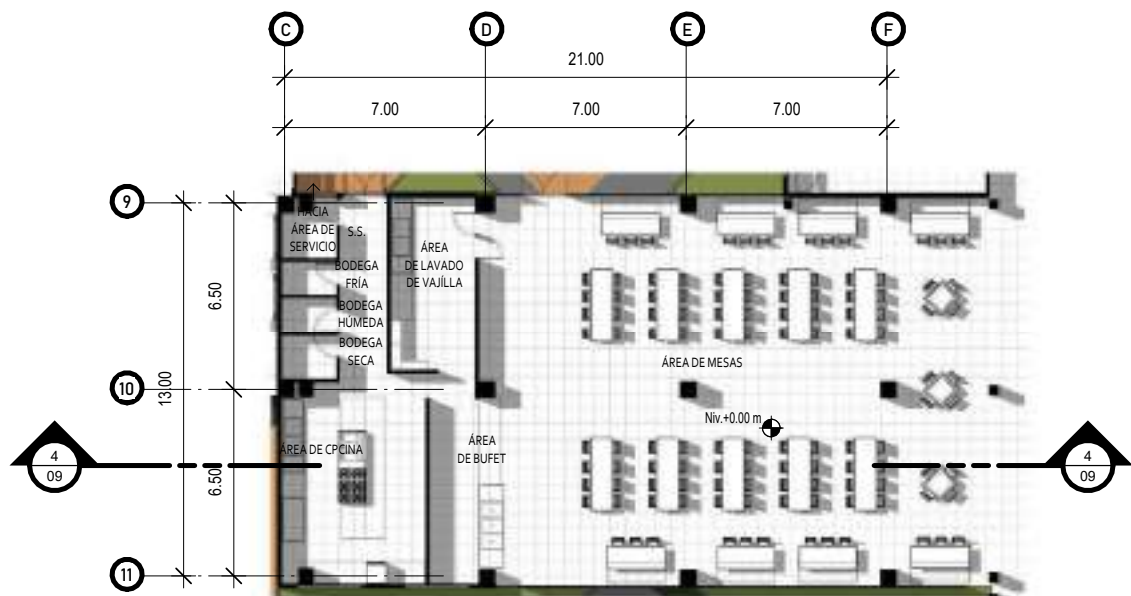 C
D
E
F
21.00
7.00
7.00
7.00
9
HACIA
ÁREA DE
SERVICIO
S.S.
ÁREA
DE LAVADO
DE VAJÍLLA
BODEGA
FRÍA
BODEGA
HÚMEDA
BODEGA
SECA
6.50
13.00
ÁREA DE MESAS
10
Niv.+0.00 m
ÁREA DE CPCINA
ÁREA
DE BUFET
4
09
4
09
6.50
11